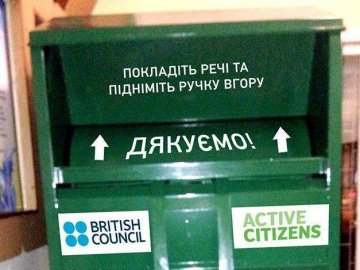 ПОКЛАДІТЬ РЕЧІ ТА
ПІДНІМІТЬ РУЧКУ ВГОРУ
ДЯКУЄМО!
BRITISH
COUNCIL
ACTIVE
CITIZENS